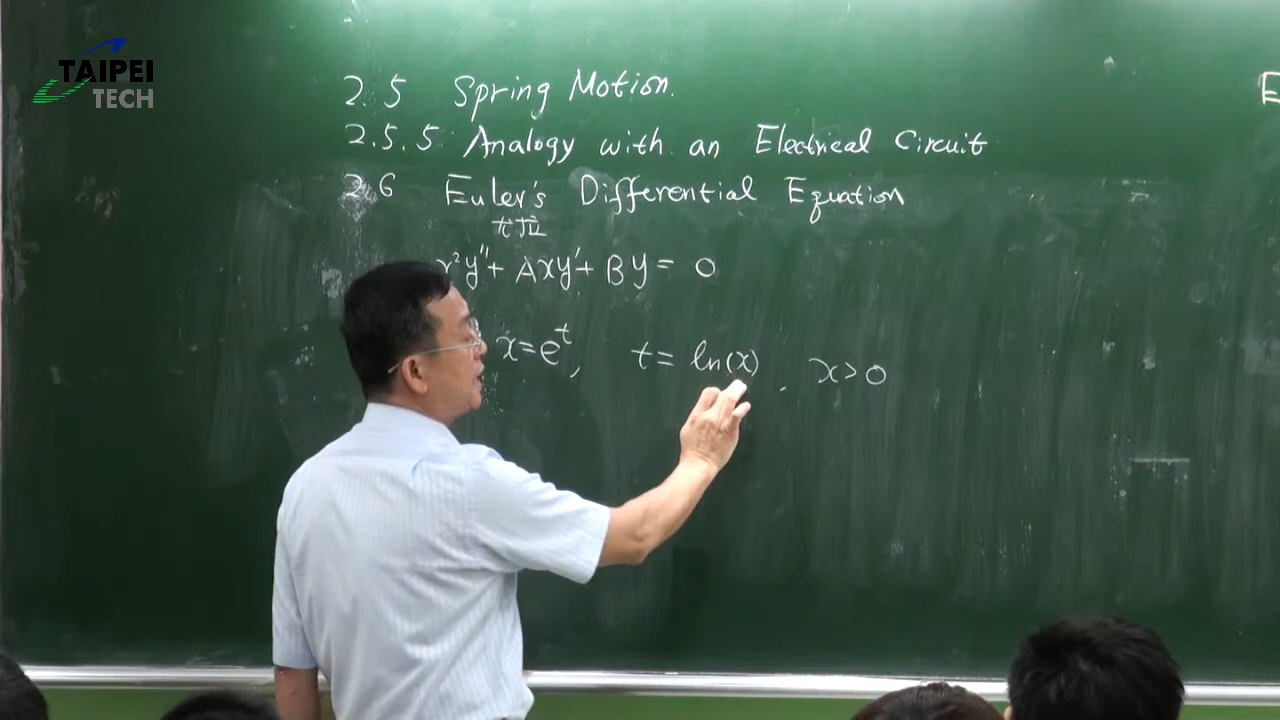 TAIPEI
TECH
2.5 Spring Motion.
2.5.5 Analogy with an Electrical Circuit
2.6 Euler's Differential Equation
尤拉
x²y''+ Axy'+ By = 0
x=e^t, t= ln(x), x>0
E